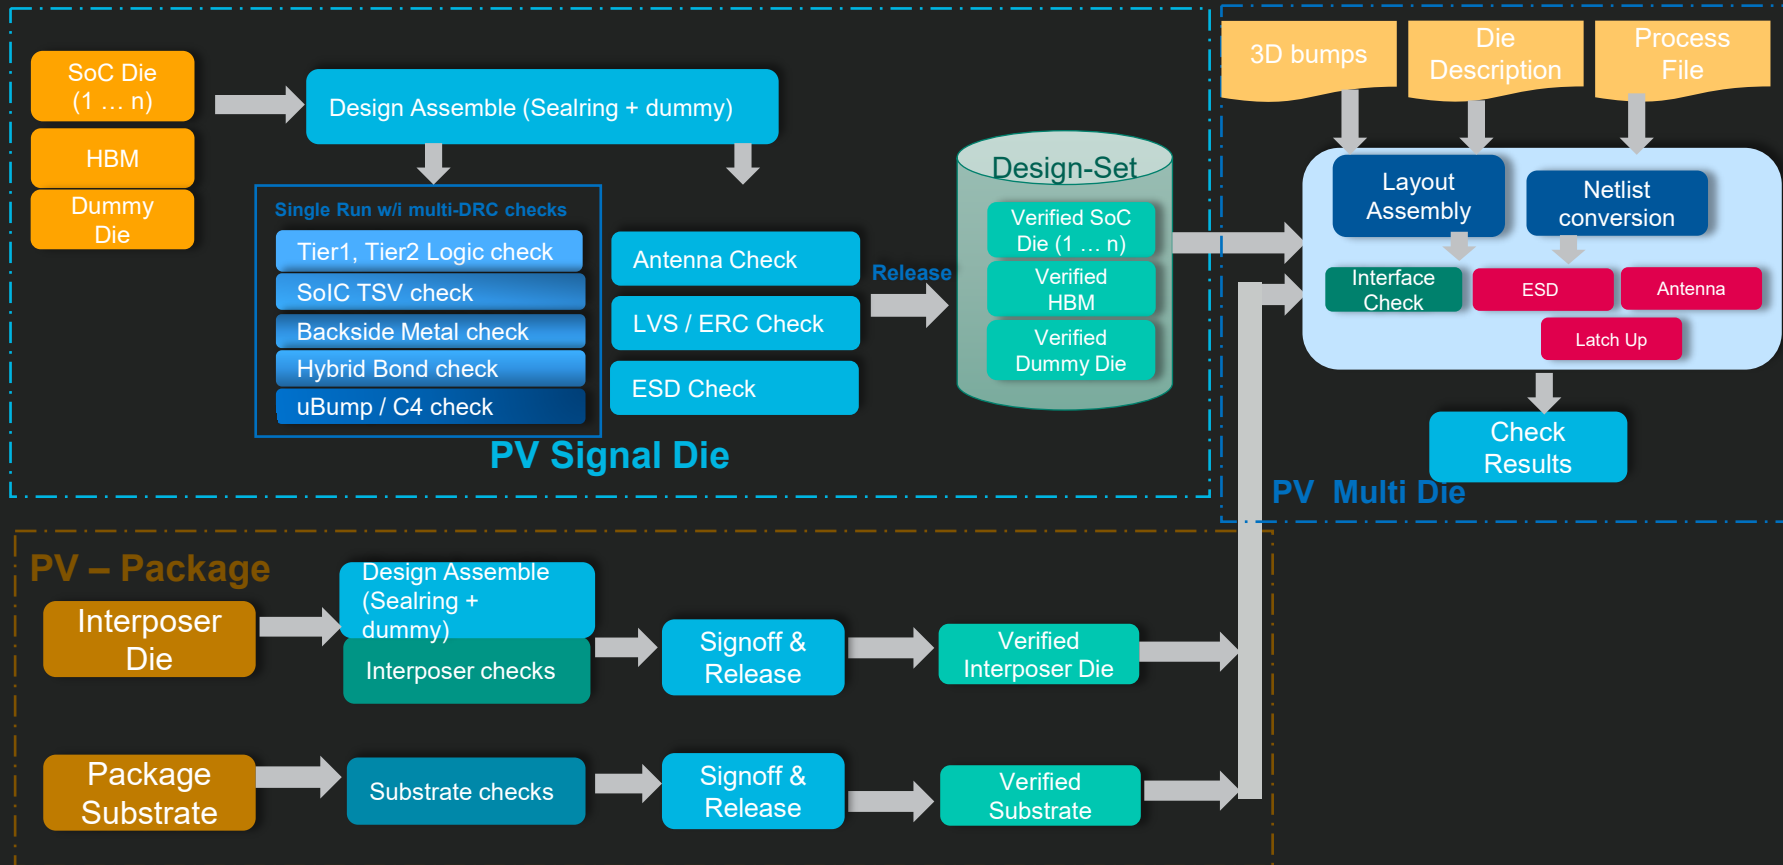 SoC Die
(1 … n)
HBM
Dummy
Die
Design Assemble (Sealring + dummy)
Single Run w/i multi-DRC checks
Tier1, Tier2 Logic check
SoIC TSV check
Backside Metal check
Hybrid Bond check
uBump / C4 check
Antenna Check
LVS / ERC Check
ESD Check
Release
Design-Set
Verified SoC
Die (1 … n)
Verified
HBM
Verified
Dummy Die
PV Signal Die
3D bumps
Die
Description
Process
File
Layout
Assembly
Netlist
conversion
Interface
Check
ESD
Antenna
Latch Up
Check
Results
PV  Multi Die
PV – Package
Interposer
Die
Design Assemble
(Sealring +
dummy)
Interposer checks
Signoff &
Release
Verified
Interposer Die
Package
Substrate
Substrate checks
Signoff &
Release
Verified
Substrate